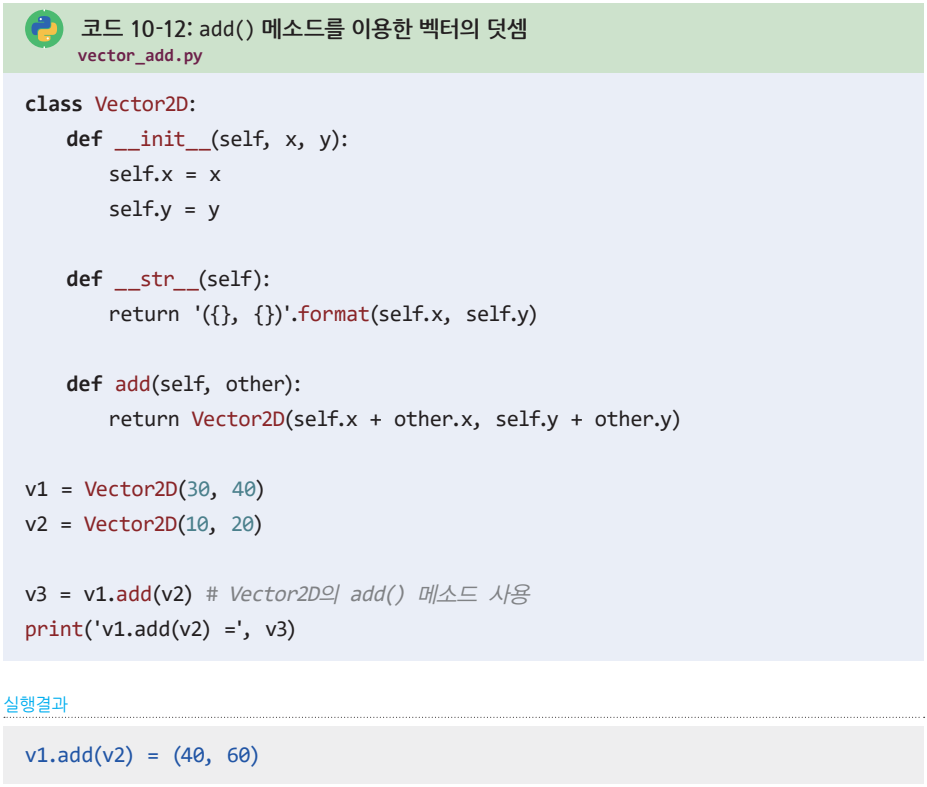 코드 10-12: add() 메소드를 이용한 벡터의 덧셈
vector_add.py
class Vector2D:
    def __init__(self, x, y):
        self.x = x
        self.y = y
    def __str__(self):
        return '({}, {})'.format(self.x, self.y)
    def add(self, other):
        return Vector2D(self.x + other.x, self.y + other.y)
v1 = Vector2D(30, 40)
v2 = Vector2D(10, 20)
v3 = v1.add(v2) # Vector2D의 add() 메소드 사용
print('v1.add(v2) =', v3)
실행결과
v1.add(v2) = (40, 60)